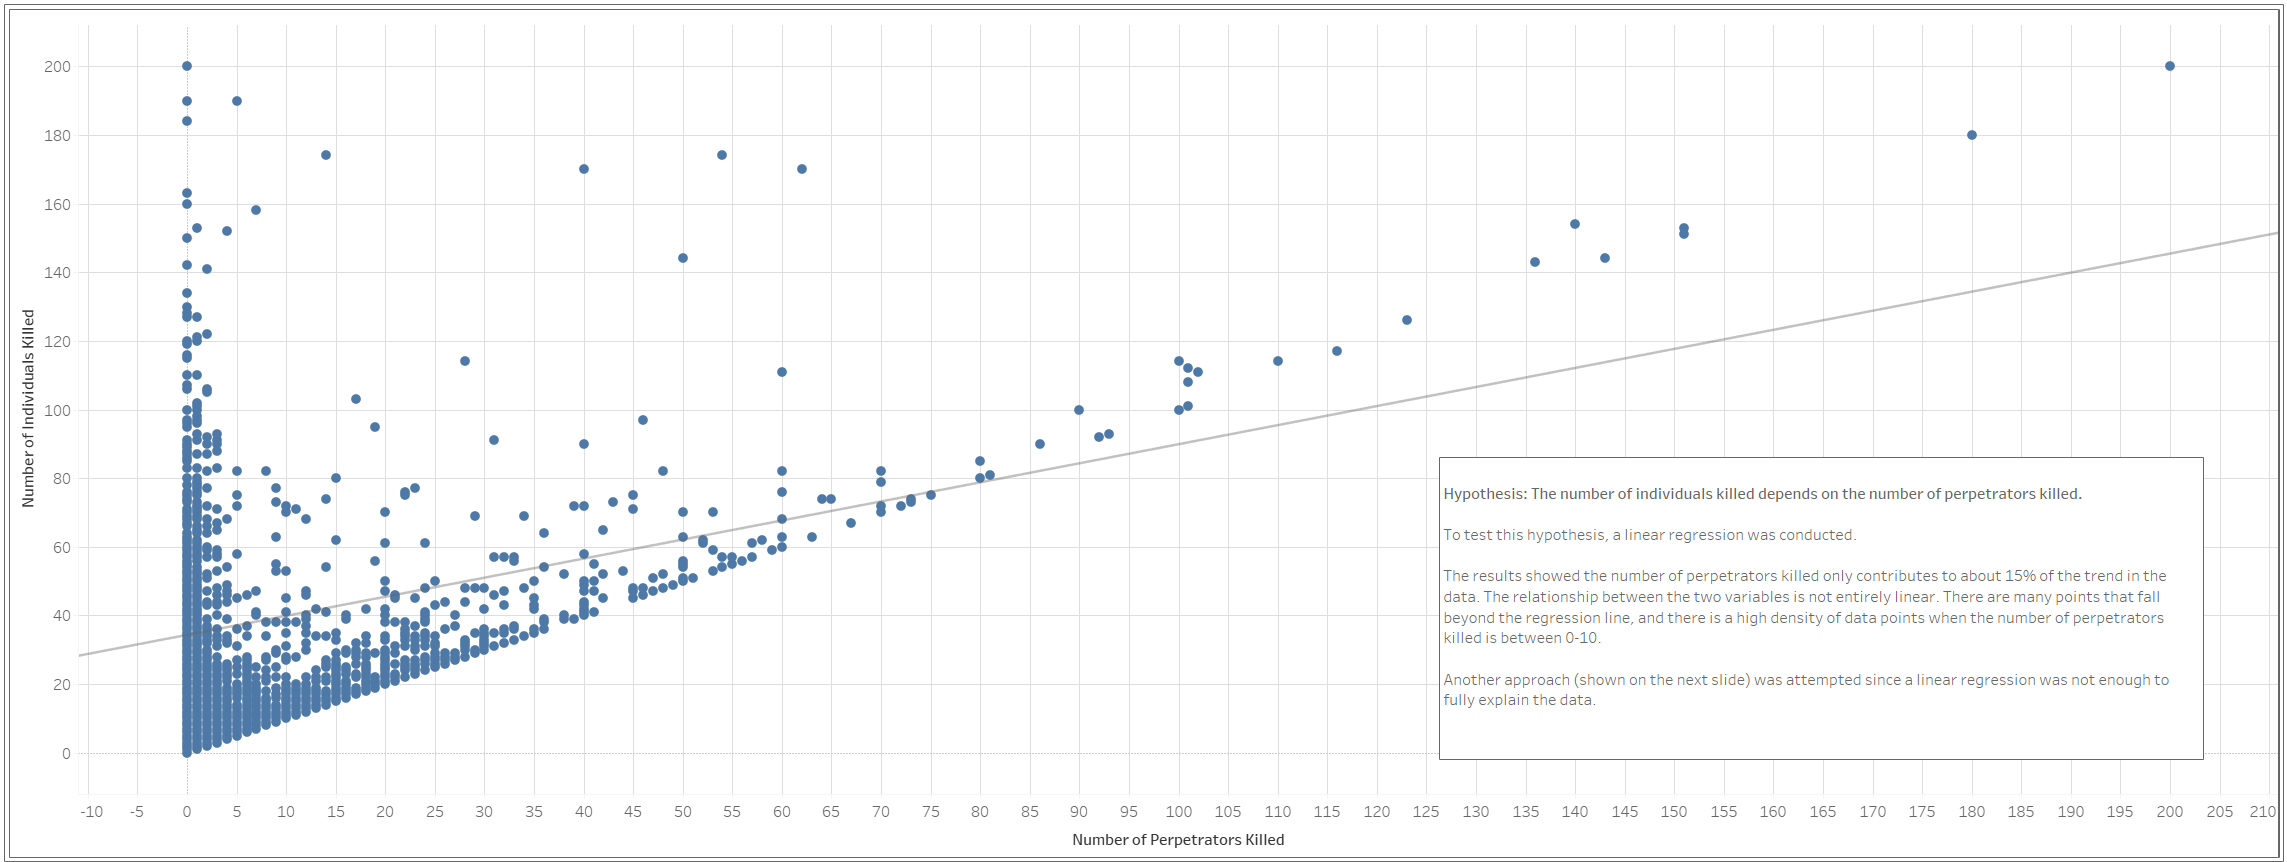 200
180
160
140
120
100
80
60
40
20
0
Number of Individuals Killed
Hypothesis: The number of individuals killed depends on the number of perpetrators killed.
To test this hypothesis, a linear regression was conducted.
The results showed the number of perpetrators killed only contributes to about 15% of the trend in the
data. The relationship between the two variables is not entirely linear. There are many points that fall
beyond the regression line, and there is a high density of data points when the number of perpetrators
killed is between 0-10.
Another approach (shown on the next slide) was attempted since a linear regression was not enough to
fully explain the data.
-10 -5 0 5 10 15 20 25 30 35 40 45 50 55 60 65 70 75 80 85 90 95 100 105 110 115 120 125 130 135 140 145 150 155 160 165 170 175 180 185 190 195 200 205 210
Number of Perpetrators Killed